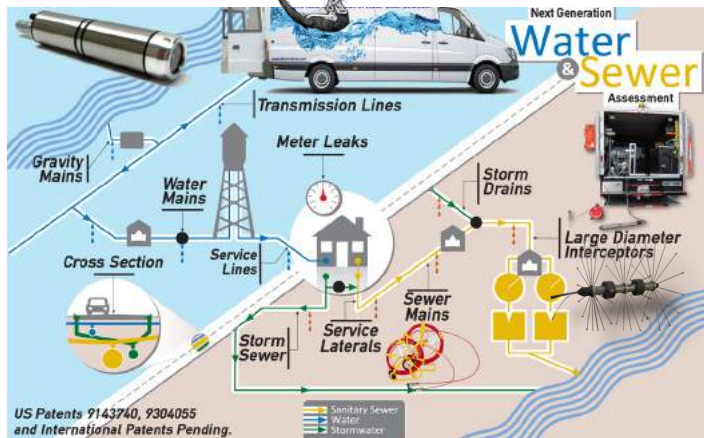 Next Generation
Water
& Sewer
Assessment
Transmission Lines
Gravity
Mains
Meter Leaks
Water
Mains
Storm
Drains
Service
Lines
Large Diameter
Interceptors
Cross Section
Storm
Sewer
Service
Laterals
Sewer
Mains
US Patents 9143740, 9304055
and International Patents Pending.
Sanitary Sewer
Water
Stormwater